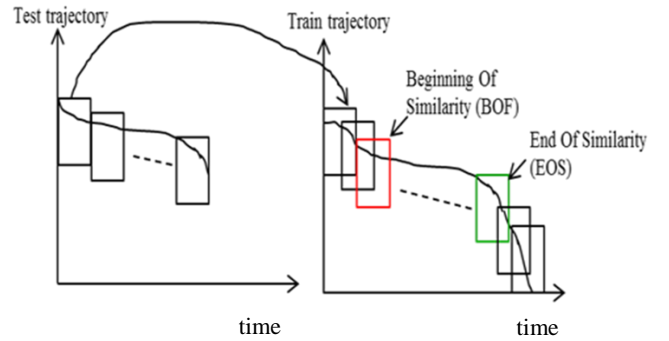 Test trajectory
Train trajectory
Beginning Of
Similarity (BOF)
End Of Similarity
(EOS)
time
time